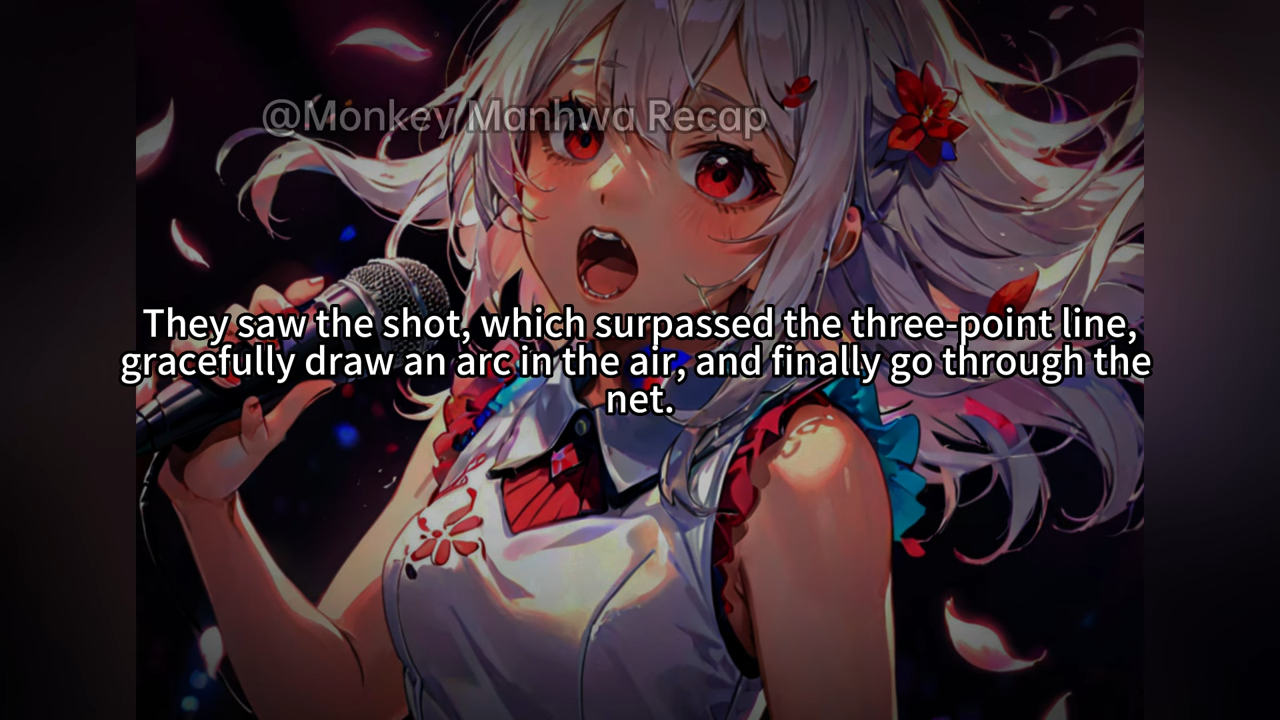 @Monkey Manhwa Recap
They saw the shot, which surpassed the three-point line,
gracefully draw an arc in the air, and finally go through the
net.